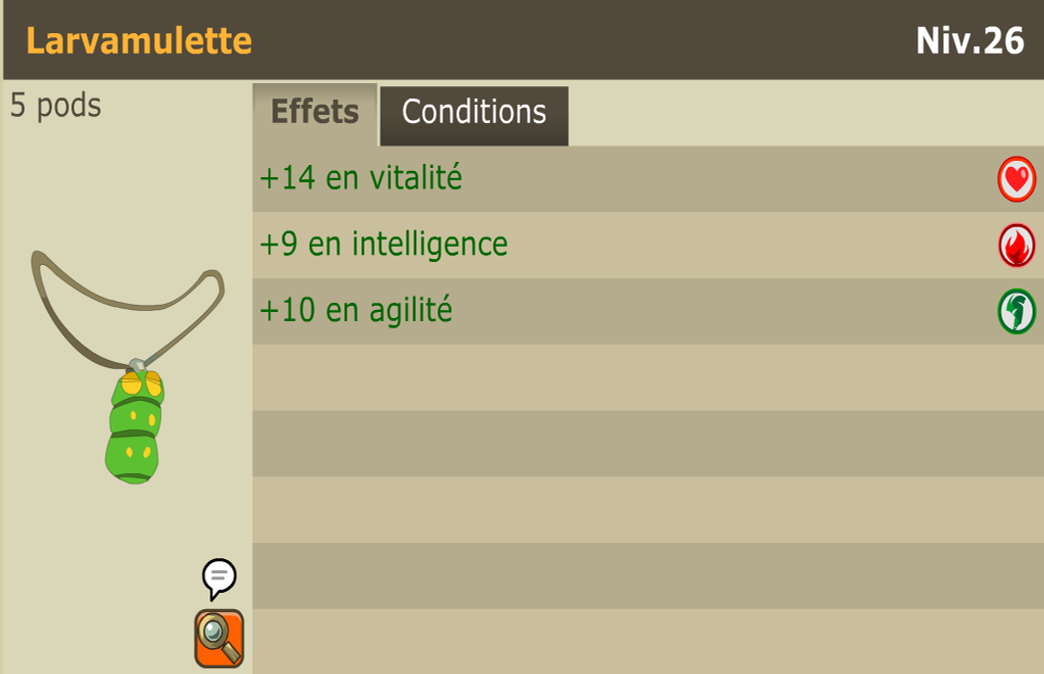 Larvamulette
Niv.26
5 pods
Effets
Conditions
+14 en vitalité
+9 en intelligence
+10 en agilité